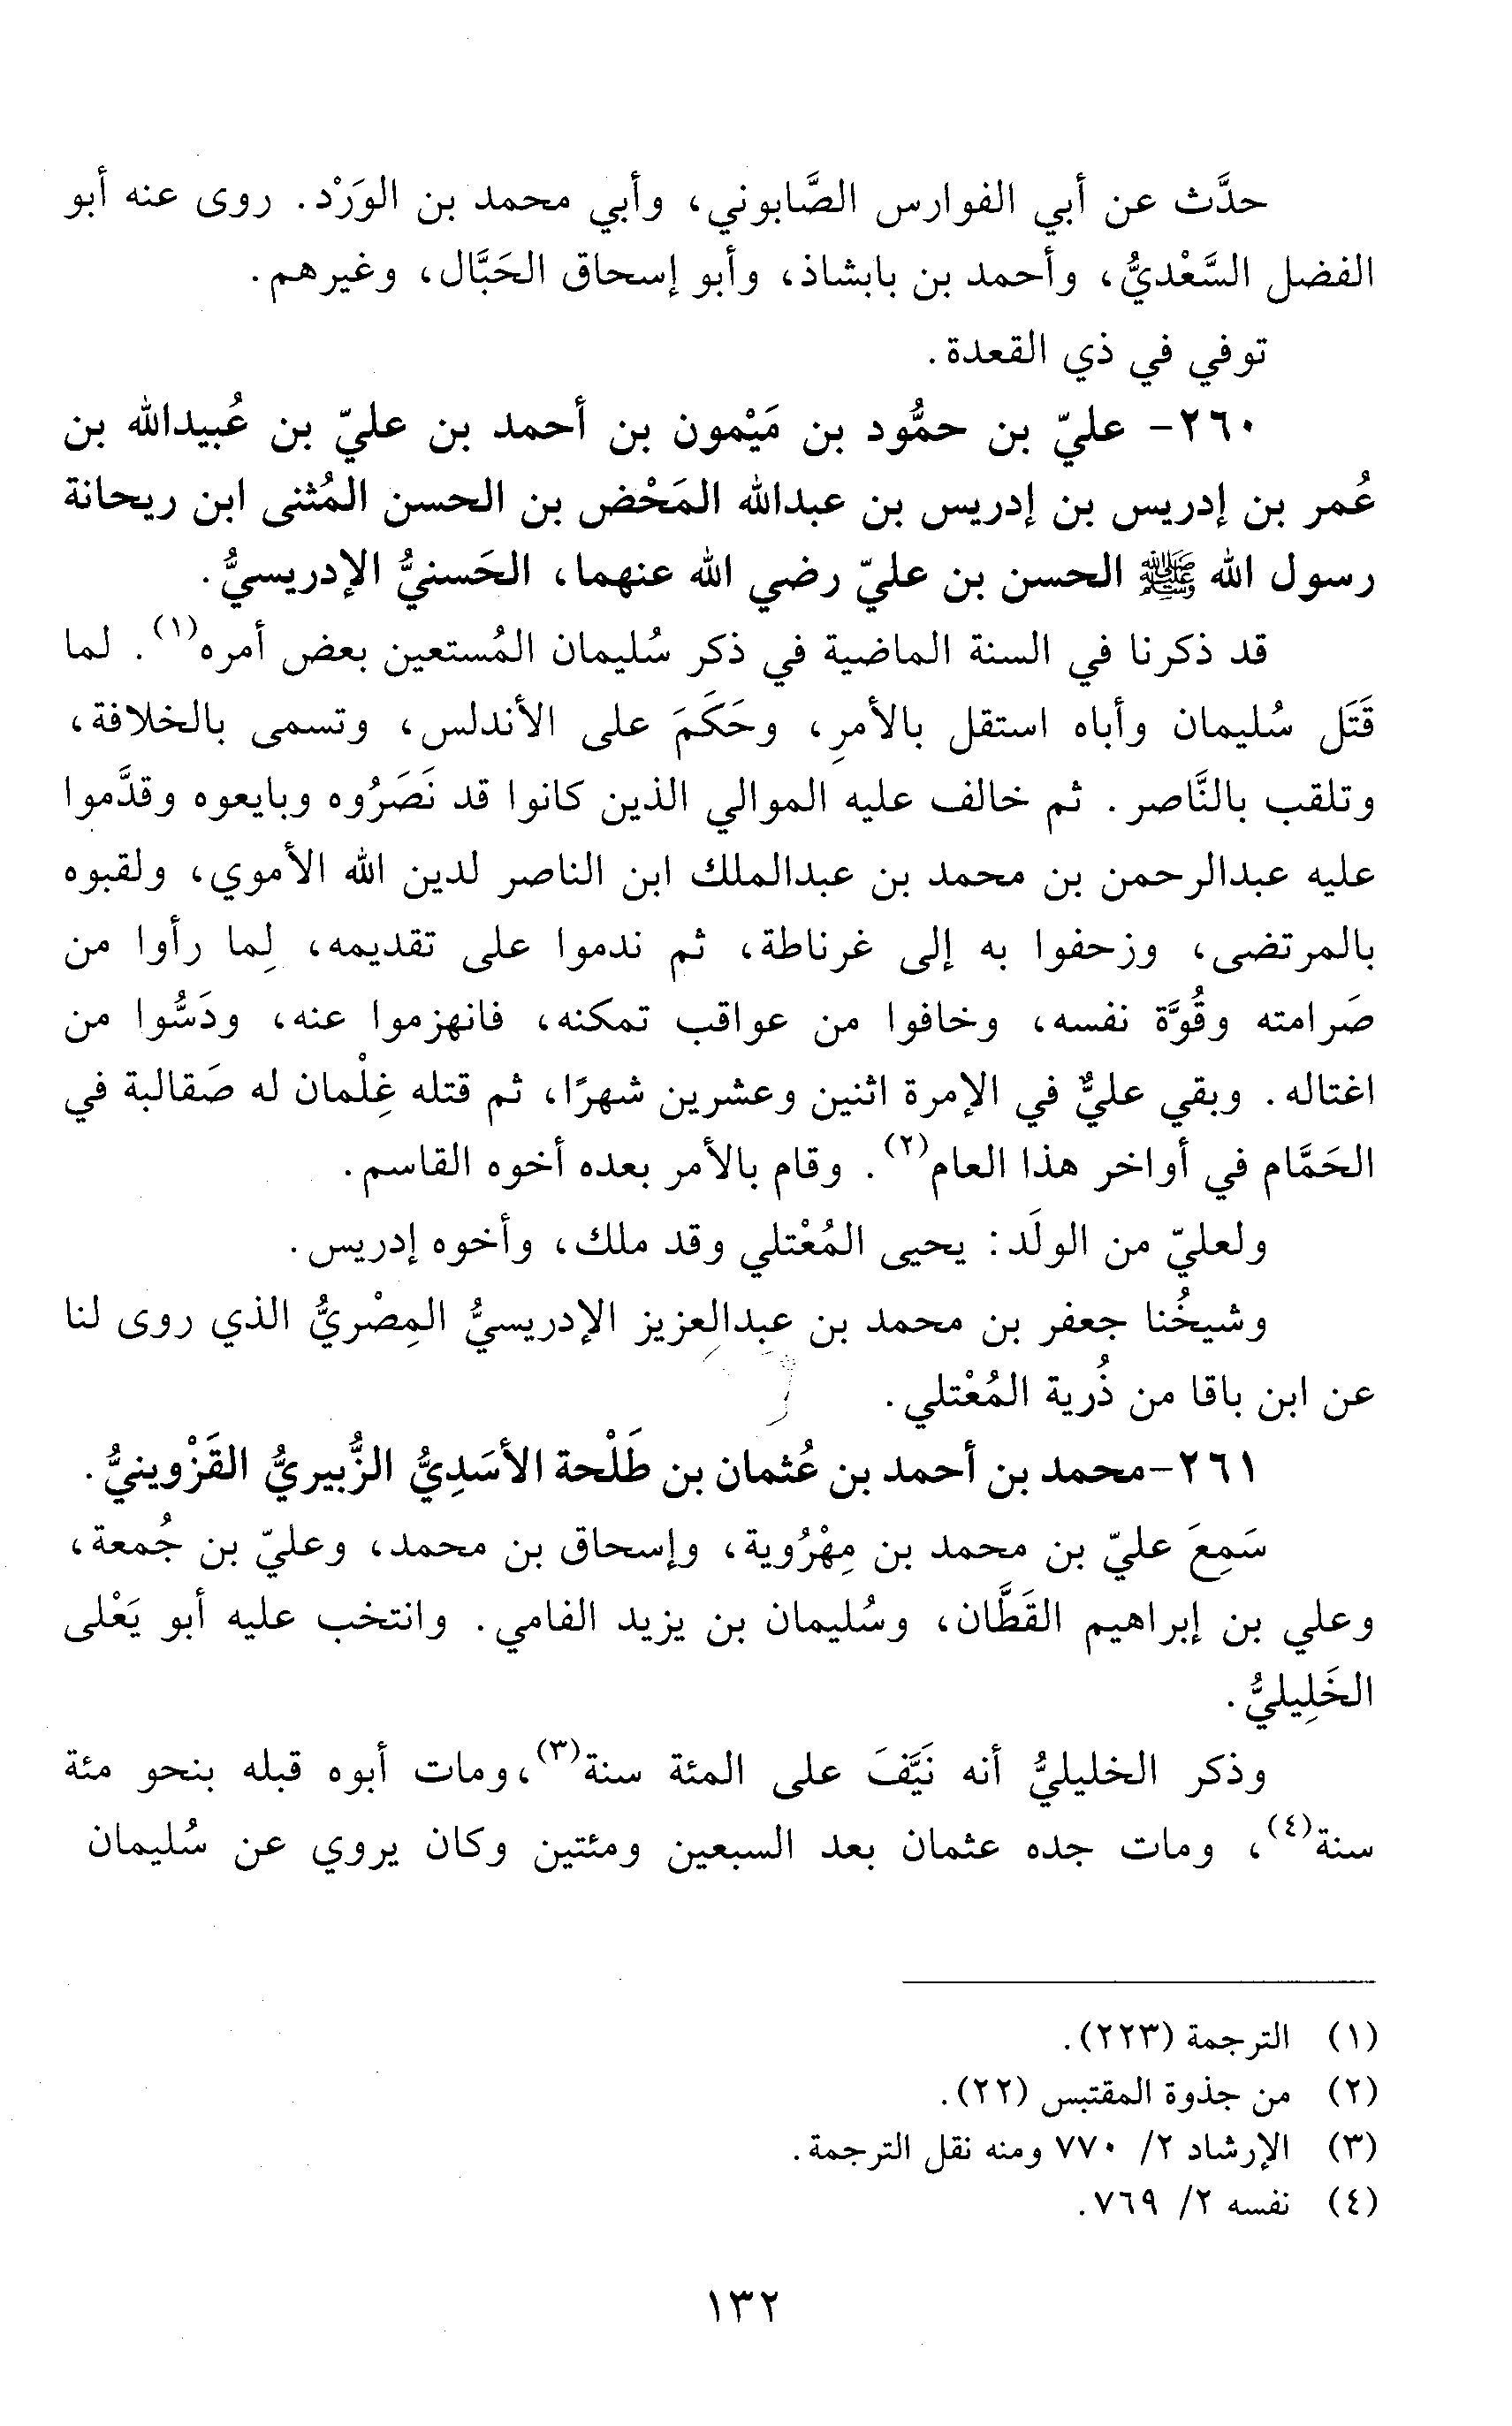 حدَّث عن أبي الفوارس الصَّابوني، وأبي محمد بن الوَرْد. روى عنه أبو
الفضل السَّعْديُّ، وأحمد بن بابشاذ، وأبو إسحاق الحَبَّال، وغيرهم.
توفي في ذي القعدة.
٢٦٠- عليّ بن حمُّود بن مَيْمون بن أحمد بن عليّ بن عُبيدالله بن
عُمر بن إدريس بن إدريس بن عبدالله المَحْض بن الحسن المُثنى ابن ريحانة
رسول الله ﷺ الحسن بن عليّ رضي الله عنهما، الحَسنيُّ الإدريسيُّ.
قد ذكرنا في السنة الماضية في ذكر سُليمان المُستعين بعض أمره(١). لما
قَتَل سُليمان وأباه استقل بالأمرِ، وحَكَمَ على الأندلس، وتسمى بالخلافة،
وتلقب بالنَّاصر. ثم خالف عليه الموالي الذين كانوا قد نَصَرُوه وبايعوه وقدَّموا
عليه عبدالرحمن بن محمد بن عبدالملك ابن الناصر لدين الله الأموي، ولقبوه
بالمرتضى، وزحفوا به إلى غرناطة، ثم ندموا على تقديمه، لِما رأوا من
صَرامته وقُوَّة نفسه، وخافوا من عواقب تمكنه، فانهزموا عنه، ودَسُّوا من
اغتاله. وبقي عليٌّ في الإمرة اثنين وعشرين شهرًا، ثم قتله غِلْمان له صَقالبة في
الحَمَّام في أواخر هذا العام(٢). وقام بالأمر بعده أخوه القاسم.
ولعليّ من الولَد: يحيى المُعْتلي وقد ملك، وأخوه إدريس.
وشيخُنا جعفر بن محمد بن عبدالعزيز الإدريسيُّ المِصْريُّ الذي روى لنا
عن ابن باقا من ذُرية المُعْتلي.
٢٦١-محمد بن أحمد بن عُثمان بن طَلْحة الأسَدِيُّ الزُّبيريُّ القَزْوينيُّ.
سَمِعَ عليّ بن محمد بن مِهْرُوية، وإسحاق بن محمد، وعليّ بن جُمعة،
وعلي بن إبراهيم القَطَّان، وسُليمان بن يزيد الفامي. وانتخب عليه أبو يَعْلى
الخَلِيليُّ.
وذكر الخليليُّ أنه نَيَّفَ على المئة سنة(٣)،ومات أبوه قبله بنحو مئة
سنة(٤)، ومات جده عثمان بعد السبعين ومئتين وكان يروي عن سُليمان
(١) الترجمة (٢٢٣).
(٢) من جذوة المقتبس (٢٢).
(٣) الإرشاد ٢/ ٧٧٠ ومنه نقل الترجمة.
(٤) نفسه ٢/ ٧٦٩.
١٣٢